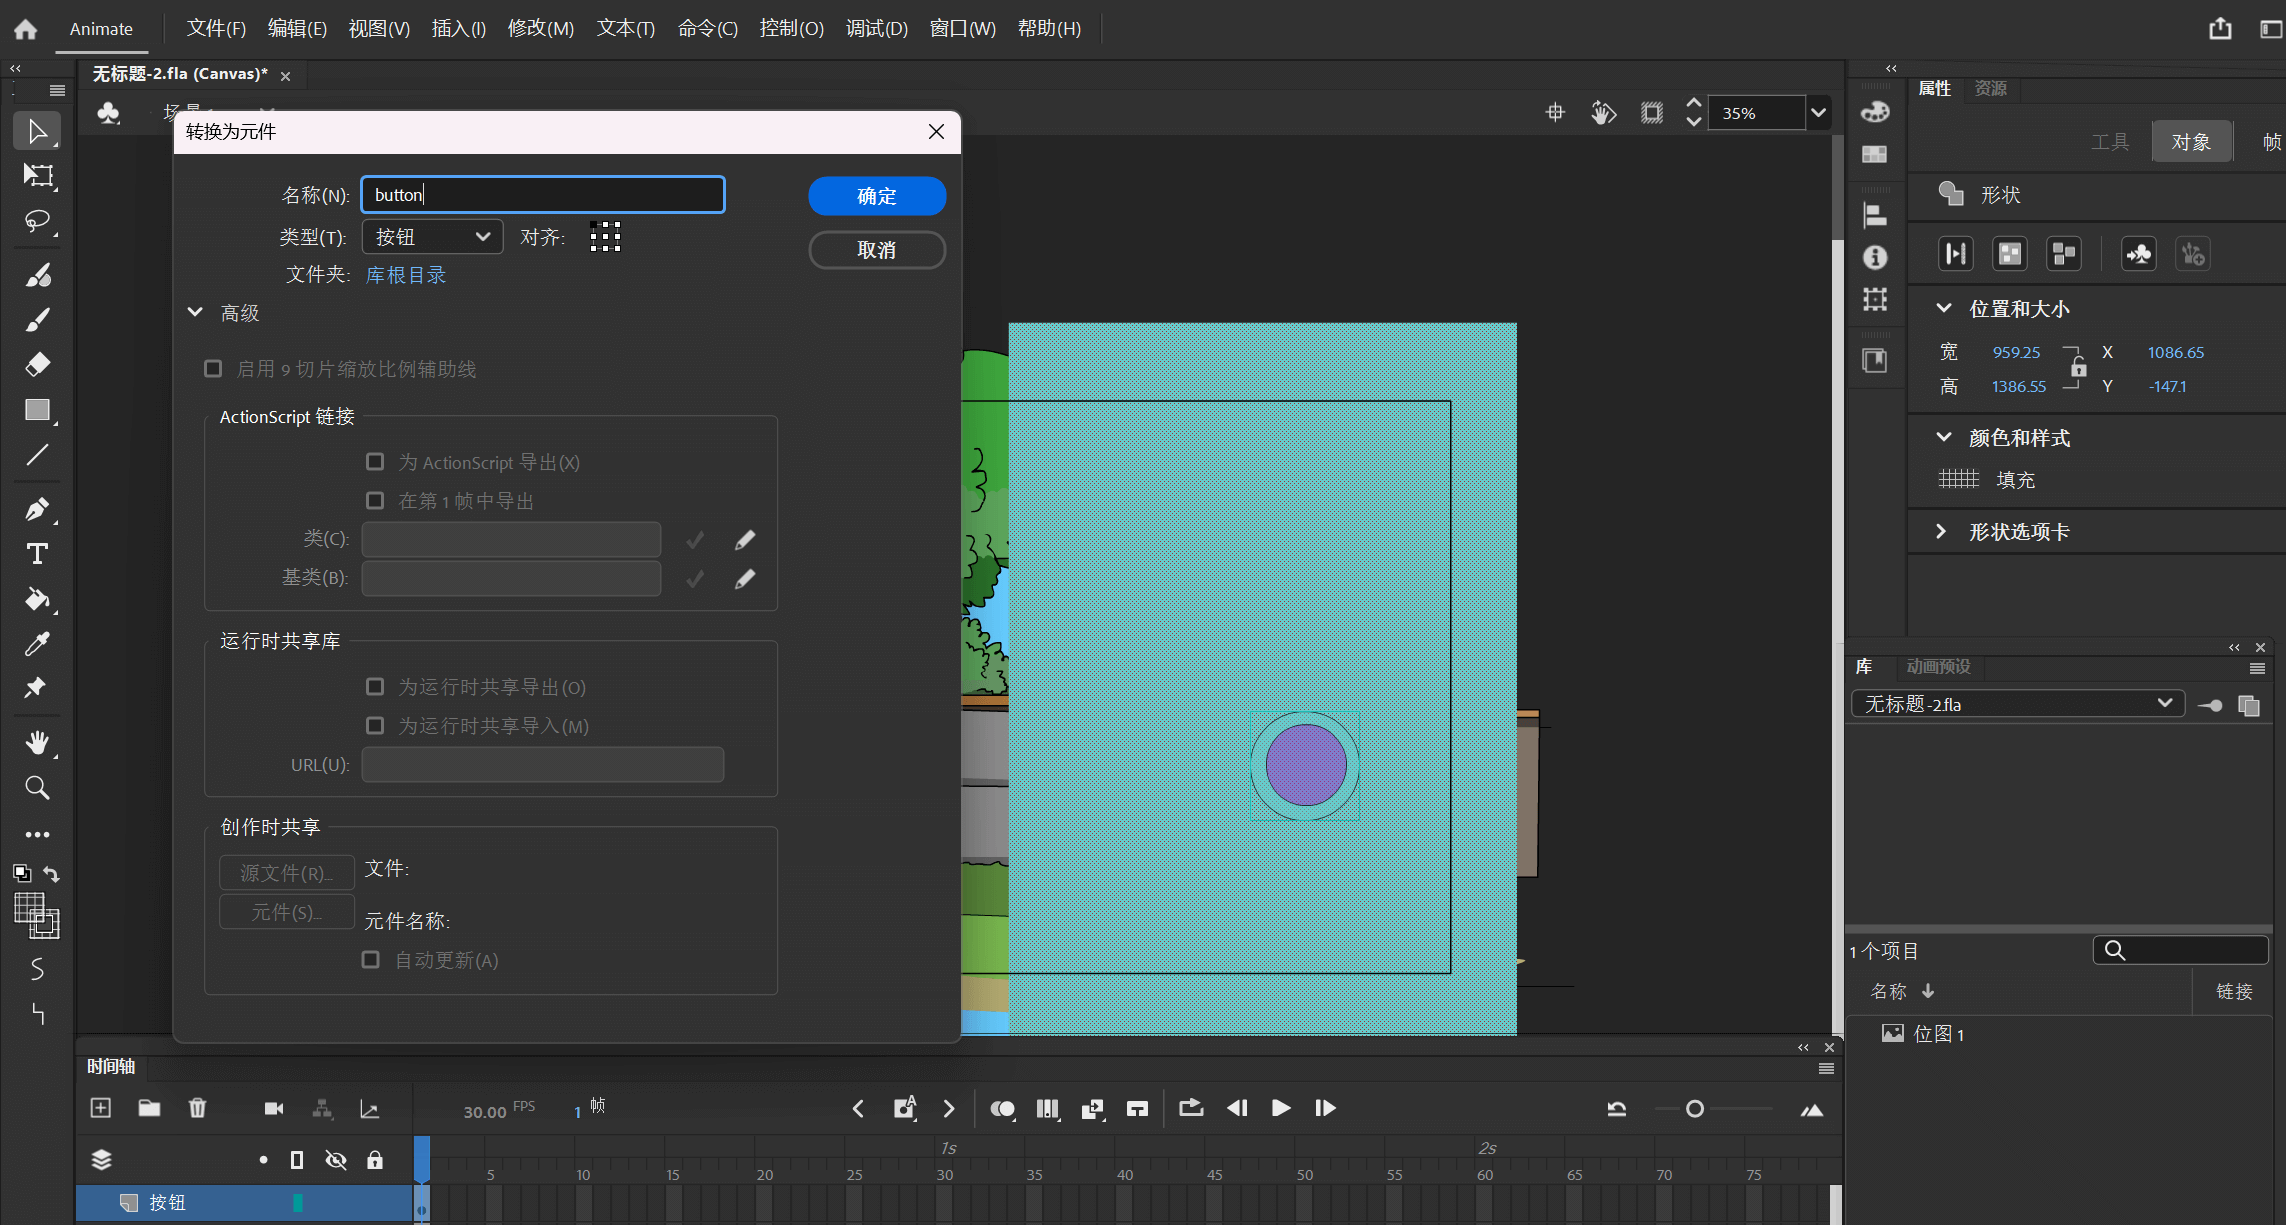 Animate
文件(F) 编辑(E) 视图(V) 插入(I) 修改(M) 文本(T) 命令(C) 控制(O) 调试(D) 窗口(W) 帮助(H)
无标题-2.fla (Canvas)*
35%
转换为元件
名称(N): button
确定
类型(T): 按钮
对齐:
取消
文件夹: 库根目录
高级
启用 9 切片缩放比例辅助线
ActionScript 链接
为 ActionScript 导出(X)
在第 1 帧中导出
类(C):
基类(B):
运行时共享库
为运行时共享导出(O)
为运行时共享导入(M)
URL(U):
创作时共享
源文件(R)...
文件:
元件(S)...
元件名称:
自动更新(A)
属性 资源
工具 对象 帧
形状
位置和大小
宽 959.25 X 1086.65
高 1386.55 Y -147.1
颜色和样式
填充
形状选项卡
库 动画预设
无标题-2.fla
1 个项目
名称 链接
位图 1
时间轴
30.00 FPS 1 帧
1s 2s
5 10 15 20 25 30 35 40 45 50 55 60 65 70 75
按钮